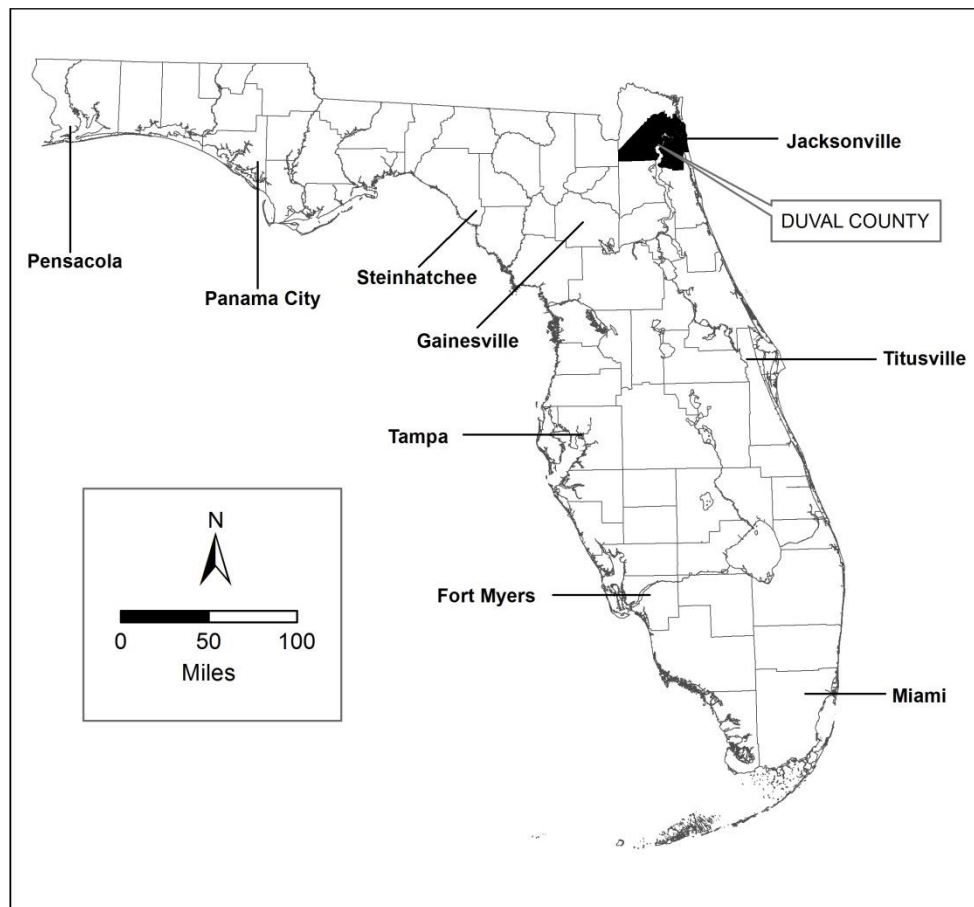 Jacksonville
DUVAL COUNTY
Pensacola
Steinhatchee
Panama City
Gainesville
Titusville
Tampa
N
Fort Myers
0 50 100
Miles
Miami